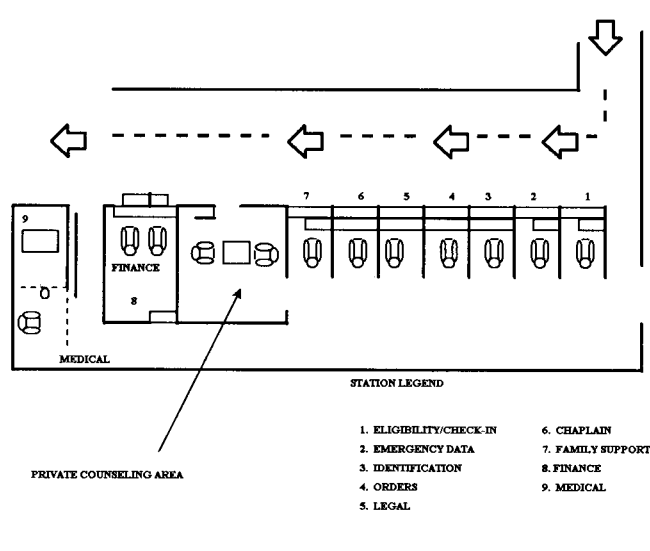 7 6 5 4 3 2 1
9
FINANCE
8
MEDICAL
STATION LEGEND
1. ELIGIBILITY/CHECK-IN
2. EMERGENCY DATA
3. IDENTIFICATION
4. ORDERS
5. LEGAL
6. CHAPLAIN
7. FAMILY SUPPORT
8. FINANCE
9. MEDICAL
PRIVATE COUNSELING AREA